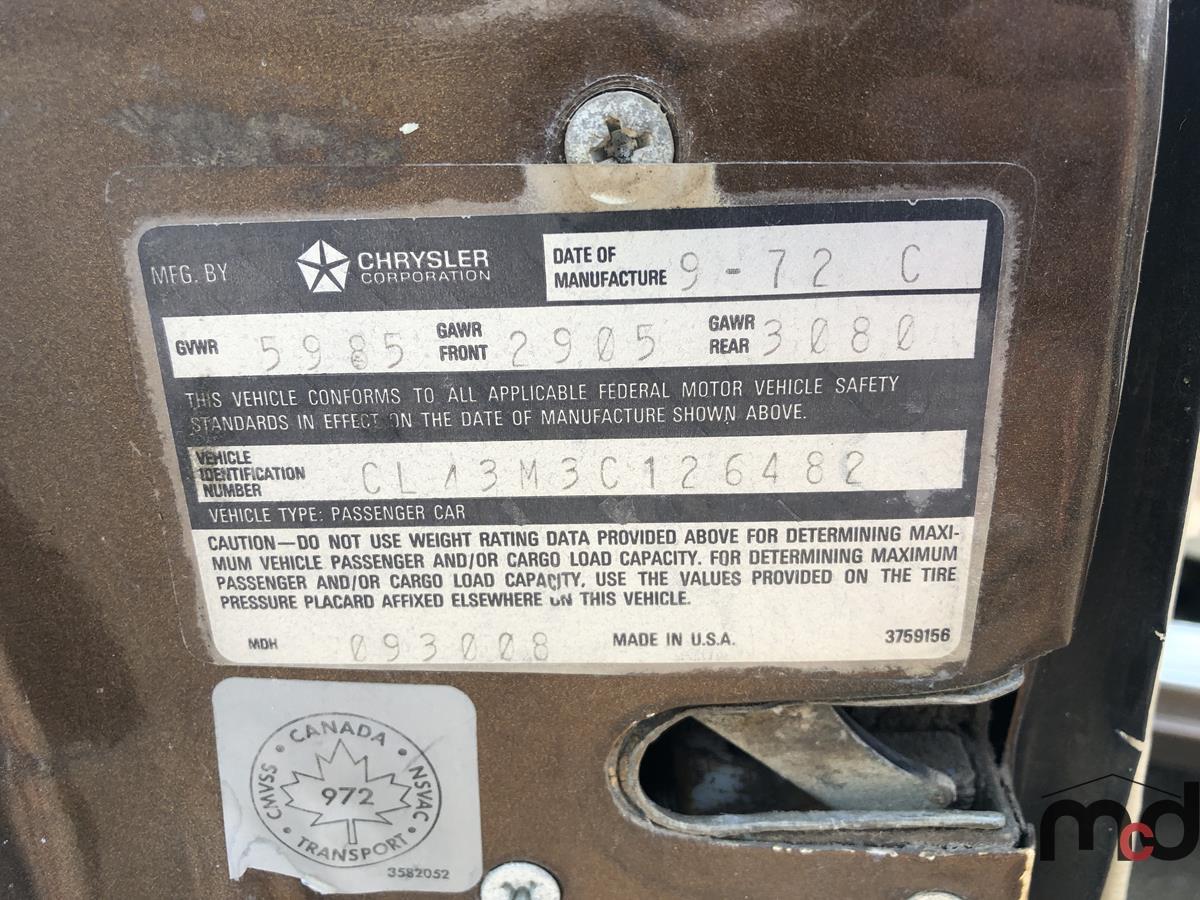 MFG. BY CHRYSLER CORPORATION
DATE OF MANUFACTURE 9-72 C
GVWR 5985 GAWR FRONT 2905 GAWR REAR 3080
THIS VEHICLE CONFORMS TO ALL APPLICABLE FEDERAL MOTOR VEHICLE SAFETY
STANDARDS IN EFFECT ON THE DATE OF MANUFACTURE SHOWN ABOVE.
VEHICLE IDENTIFICATION NUMBER CL43M3C126482
VEHICLE TYPE: PASSENGER CAR
CAUTION—DO NOT USE WEIGHT RATING DATA PROVIDED ABOVE FOR DETERMINING MAXI-
MUM VEHICLE PASSENGER AND/OR CARGO LOAD CAPACITY. FOR DETERMINING MAXIMUM
PASSENGER AND/OR CARGO LOAD CAPACITY, USE THE VALUES PROVIDED ON THE TIRE
PRESSURE PLACARD AFFIXED ELSEWHERE ON THIS VEHICLE.
MDH 093008 MADE IN U.S.A. 3759156
CANADA
CMVSS 972 NSVAC
TRANSPORT
3582052
mcd